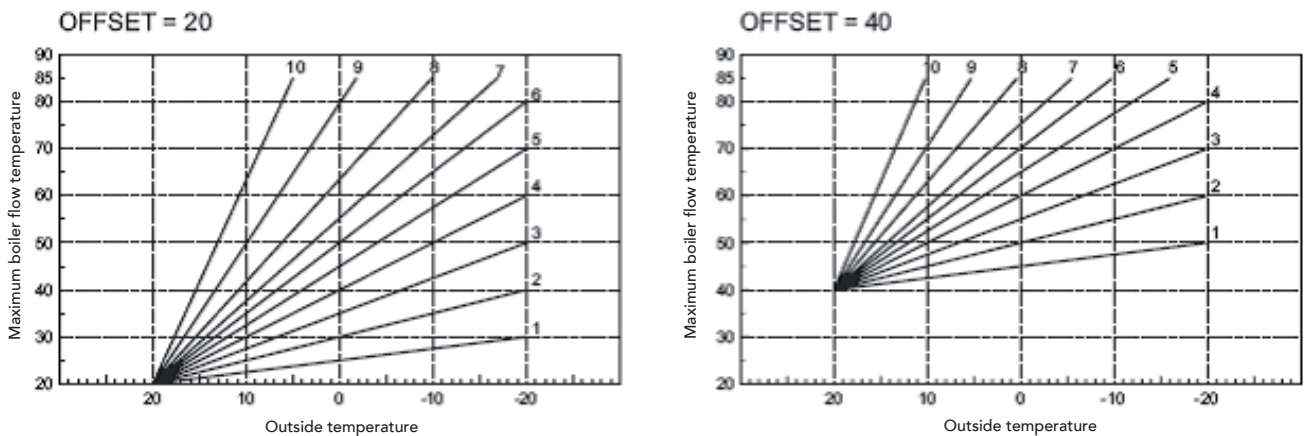 OFFSET = 20
Maximum boiler flow temperature
90
85
80
70
60
50
40
30
20
10 9 8 7
6
5
4
3
2
1
20 10 0 -10 -20
Outside temperature
OFFSET = 40
Maximum boiler flow temperature
90
85
80
70
60
50
40
30
20
10 9 8 7 6 5
4
3
2
1
20 10 0 -10 -20
Outside temperature